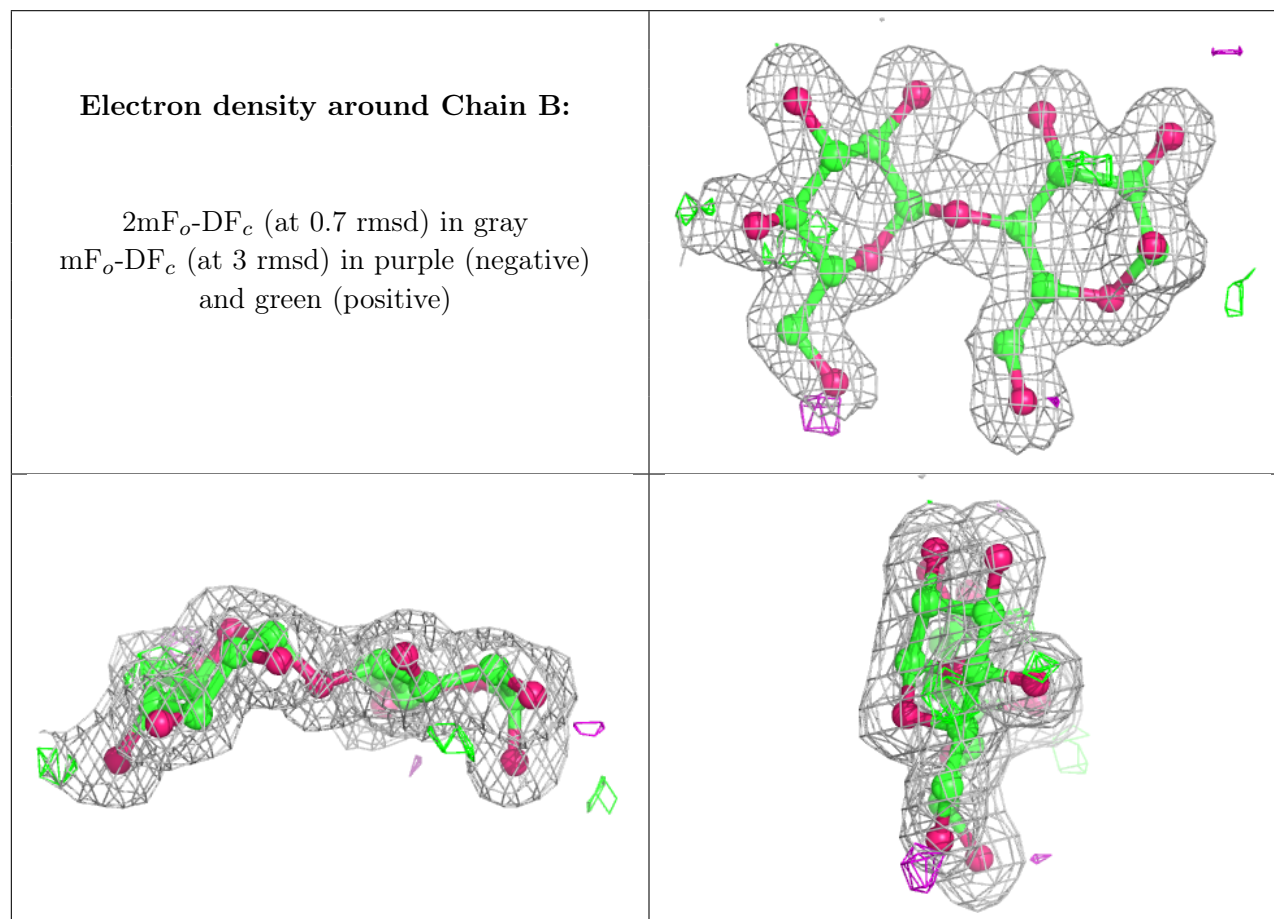 Electron density around Chain B:
2mFo-DFc (at 0.7 rmsd) in gray
mFo-DFc (at 3 rmsd) in purple (negative)
and green (positive)